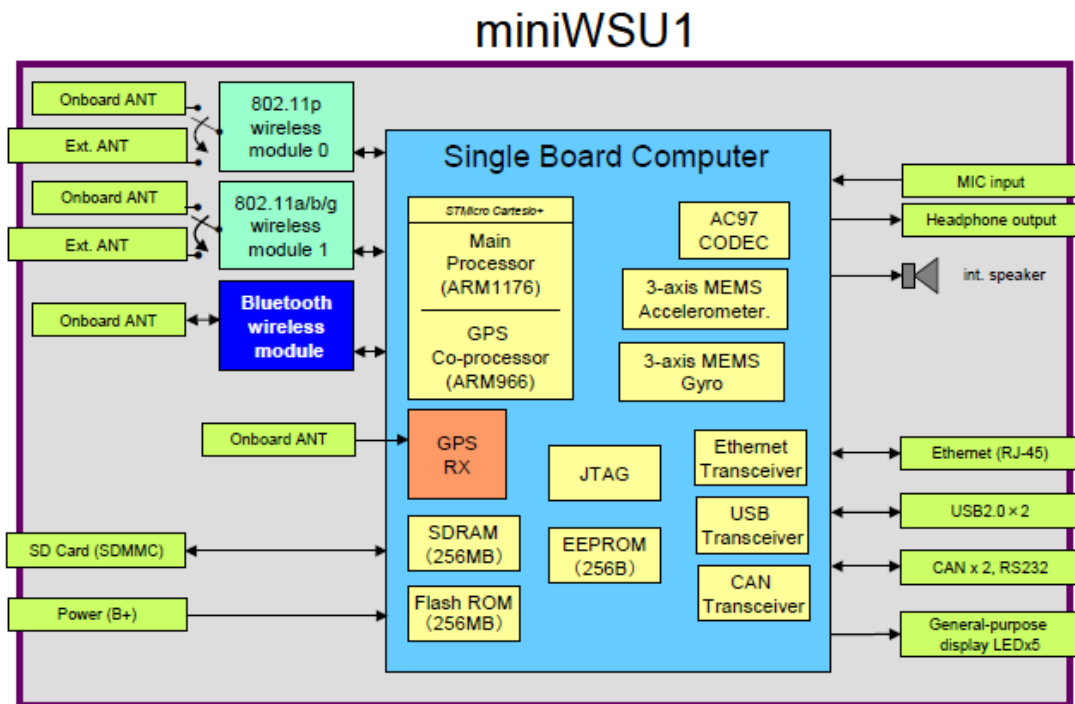 miniWSU1
Onboard ANT
Ext. ANT
802.11p
wireless
module 0
Onboard ANT
Ext. ANT
802.11a/b/g
wireless
module 1
Onboard ANT
Bluetooth
wireless
module
Onboard ANT
SD Card (SDMMC)
Power (B+)
Single Board Computer
STMicro Cartesio+
Main
Processor
(ARM1176)
GPS
Co-processor
(ARM966)
GPS
RX
SDRAM
(256MB)
Flash ROM
(256MB)
AC97
CODEC
3-axis MEMS
Accelerometer.
3-axis MEMS
Gyro
JTAG
EEPROM
(256B)
Ethernet
Transceiver
USB
Transceiver
CAN
Transceiver
MIC input
Headphone output
int. speaker
Ethernet (RJ-45)
USB2.0×2
CAN x 2, RS232
General-purpose
display LEDx5